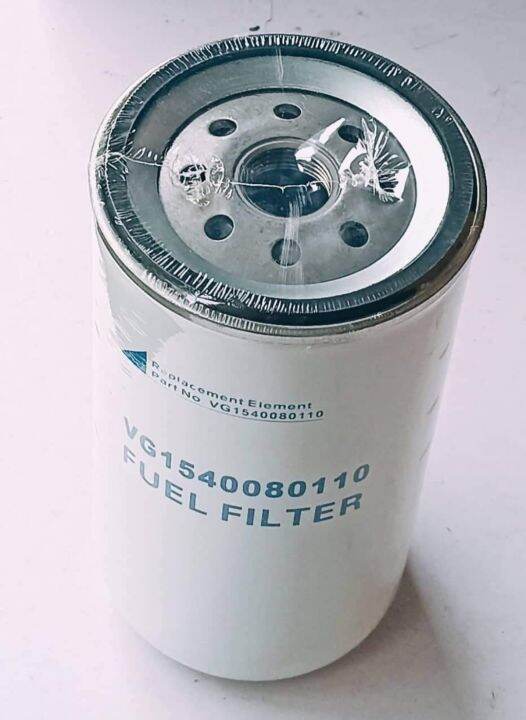 Replacement Element
Part No VG1540080110
VG1540080110
FUEL FILTER